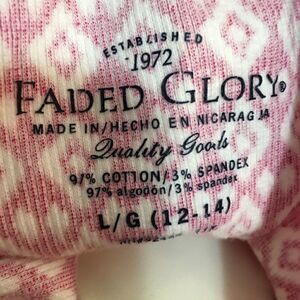 ESTABLISHED
1972
FADED GLORY®
MADE IN/HECHO EN NICARAGUA
Quality Goods
97% COTTON/3% SPANDEX
97% algodón/3% spandex
L/G (12-14)